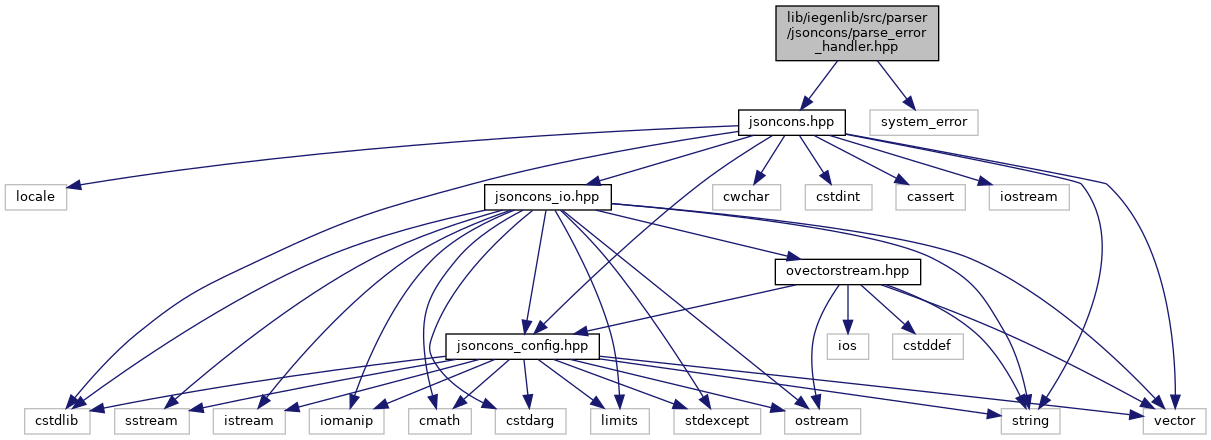 lib/iegenlib/src/parser
/jsoncons/parse_error
_handler.hpp
jsoncons.hpp
system_error
locale
jsoncons_io.hpp
cwchar
cstdint
cassert
iostream
ovectorstream.hpp
jsoncons_config.hpp
ios
cstddef
cstdlib
sstream
istream
iomanip
cmath
cstdarg
limits
stdexcept
ostream
string
vector